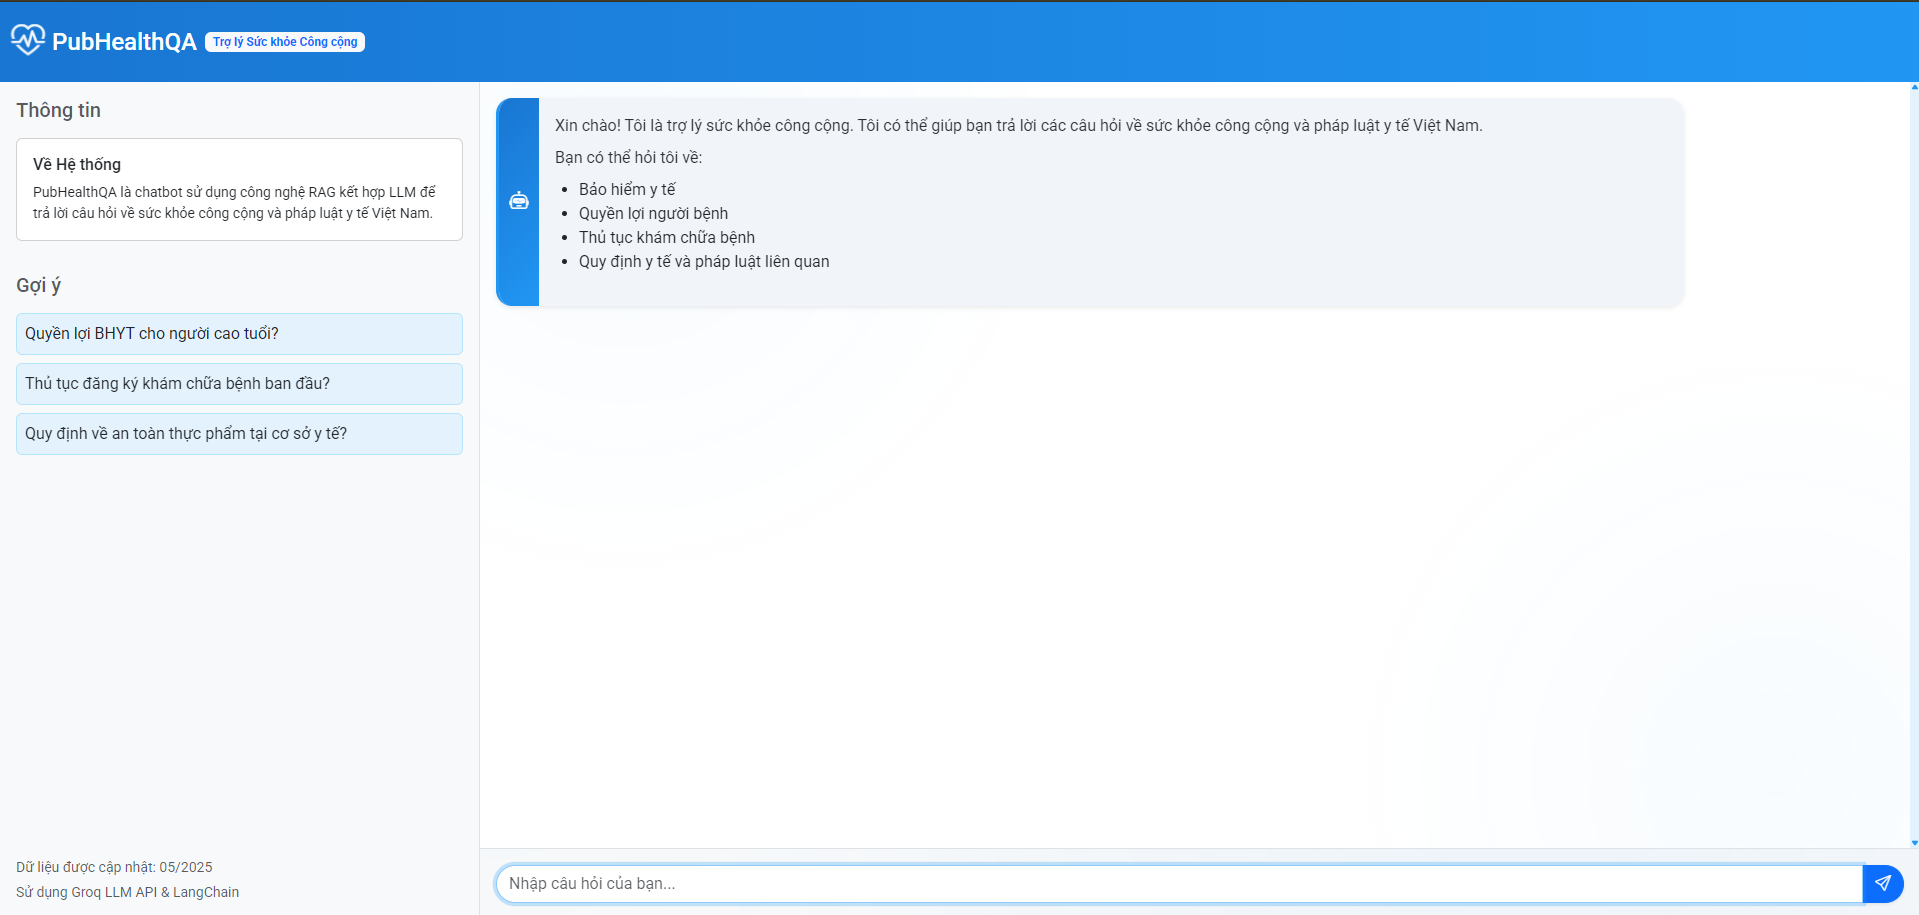 PubHealthQA Trợ lý Sức khỏe Công cộng
Thông tin
Về Hệ thống
PubHealthQA là chatbot sử dụng công nghệ RAG kết hợp LLM để
trả lời câu hỏi về sức khỏe công cộng và pháp luật y tế Việt Nam.
Gợi ý
Quyền lợi BHYT cho người cao tuổi?
Thủ tục đăng ký khám chữa bệnh ban đầu?
Quy định về an toàn thực phẩm tại cơ sở y tế?
Dữ liệu được cập nhật: 05/2025
Sử dụng Groq LLM API & LangChain
Xin chào! Tôi là trợ lý sức khỏe công cộng. Tôi có thể giúp bạn trả lời các câu hỏi về sức khỏe công cộng và pháp luật y tế Việt Nam.
Bạn có thể hỏi tôi về:
• Bảo hiểm y tế
• Quyền lợi người bệnh
• Thủ tục khám chữa bệnh
• Quy định y tế và pháp luật liên quan
Nhập câu hỏi của bạn...